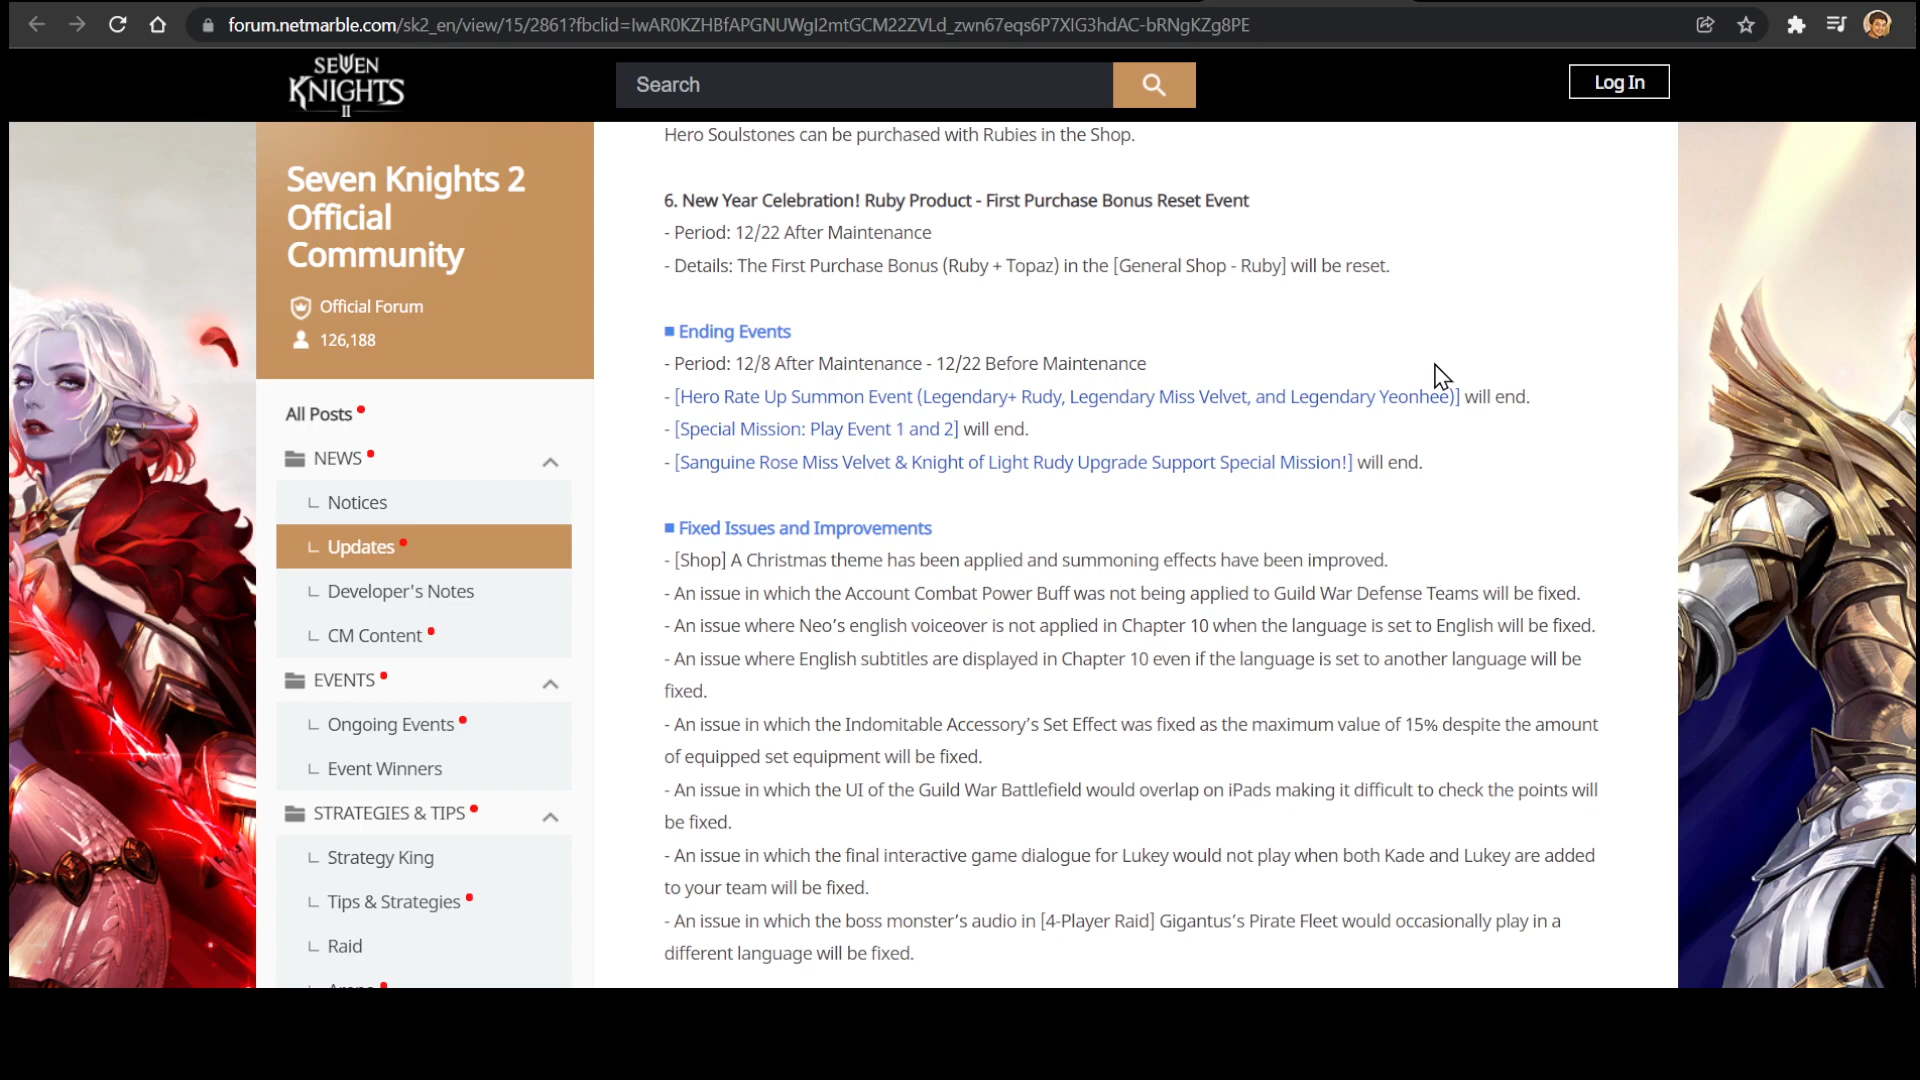 forum.netmarble.com/sk2_en/view/15/2861?fbclid=IwAR0KZHBfAPGNUWgI2mtGCM22ZVLd_zwn67eqs6P7XIG3hdAC-bRNgKZg8PE
SEVEN
KNIGHTS
II
Search
Log In
Seven Knights 2
Official
Community
Official Forum
126,188
All Posts
NEWS
Notices
Updates
Developer's Notes
CM Content
EVENTS
Ongoing Events
Event Winners
STRATEGIES & TIPS
Strategy King
Tips & Strategies
Raid
Hero Soulstones can be purchased with Rubies in the Shop.
6. New Year Celebration! Ruby Product - First Purchase Bonus Reset Event
- Period: 12/22 After Maintenance
- Details: The First Purchase Bonus (Ruby + Topaz) in the [General Shop - Ruby] will be reset.
■ Ending Events
- Period: 12/8 After Maintenance - 12/22 Before Maintenance
- [Hero Rate Up Summon Event (Legendary+ Rudy, Legendary Miss Velvet, and Legendary Yeonhee)] will end.
- [Special Mission: Play Event 1 and 2] will end.
- [Sanguine Rose Miss Velvet & Knight of Light Rudy Upgrade Support Special Mission!] will end.
■ Fixed Issues and Improvements
- [Shop] A Christmas theme has been applied and summoning effects have been improved.
- An issue in which the Account Combat Power Buff was not being applied to Guild War Defense Teams will be fixed.
- An issue where Neo's english voiceover is not applied in Chapter 10 when the language is set to English will be fixed.
- An issue where English subtitles are displayed in Chapter 10 even if the language is set to another language will be
fixed.
- An issue in which the Indomitable Accessory's Set Effect was fixed as the maximum value of 15% despite the amount
of equipped set equipment will be fixed.
- An issue in which the UI of the Guild War Battlefield would overlap on iPads making it difficult to check the points will
be fixed.
- An issue in which the final interactive game dialogue for Lukey would not play when both Kade and Lukey are added
to your team will be fixed.
- An issue in which the boss monster's audio in [4-Player Raid] Gigantus's Pirate Fleet would occasionally play in a
different language will be fixed.